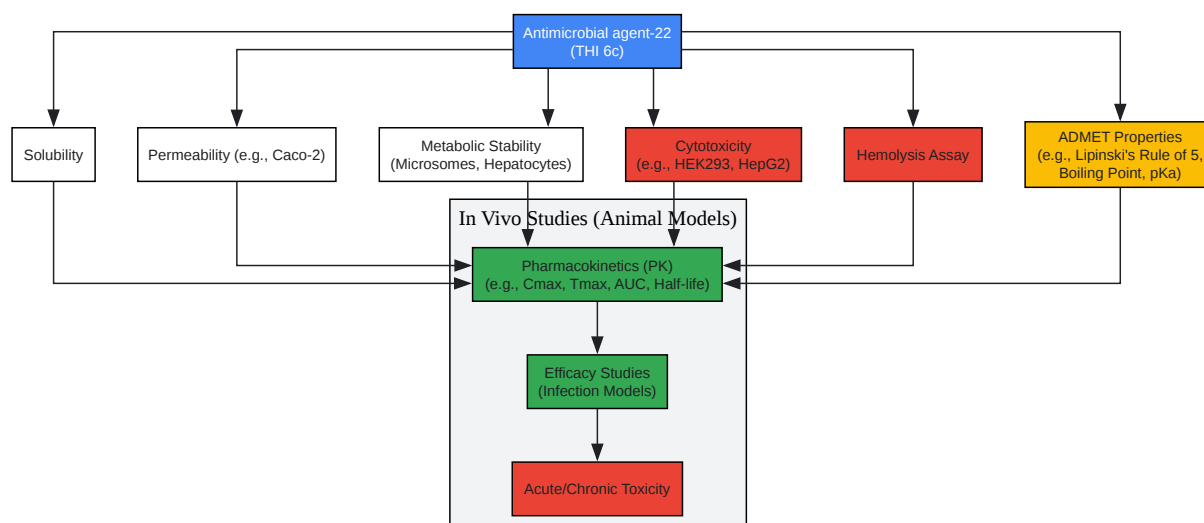 Antimicrobial agent-22
(THI 6c)
Solubility
Permeability (e.g., Caco-2)
Metabolic Stability
(Microsomes, Hepatocytes)
Cytotoxicity
(e.g., HEK293, HepG2)
Hemolysis Assay
ADMET Properties
(e.g., Lipinski's Rule of 5,
Boiling Point, pKa)
In Vivo Studies (Animal Models)
Pharmacokinetics (PK)
(e.g., Cmax, Tmax, AUC, Half-life)
Efficacy Studies
(Infection Models)
Acute/Chronic Toxicity